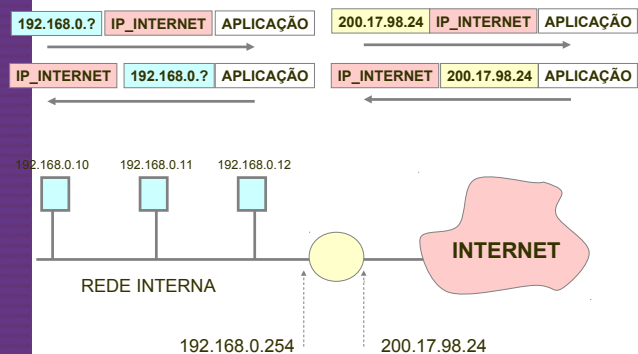 192.168.0.? IP_INTERNET APLICAÇÃO
200.17.98.24 IP_INTERNET APLICAÇÃO
IP_INTERNET 192.168.0.? APLICAÇÃO
IP_INTERNET 200.17.98.24 APLICAÇÃO
192.168.0.10 192.168.0.11 192.168.0.12
INTERNET
REDE INTERNA
192.168.0.254 200.17.98.24